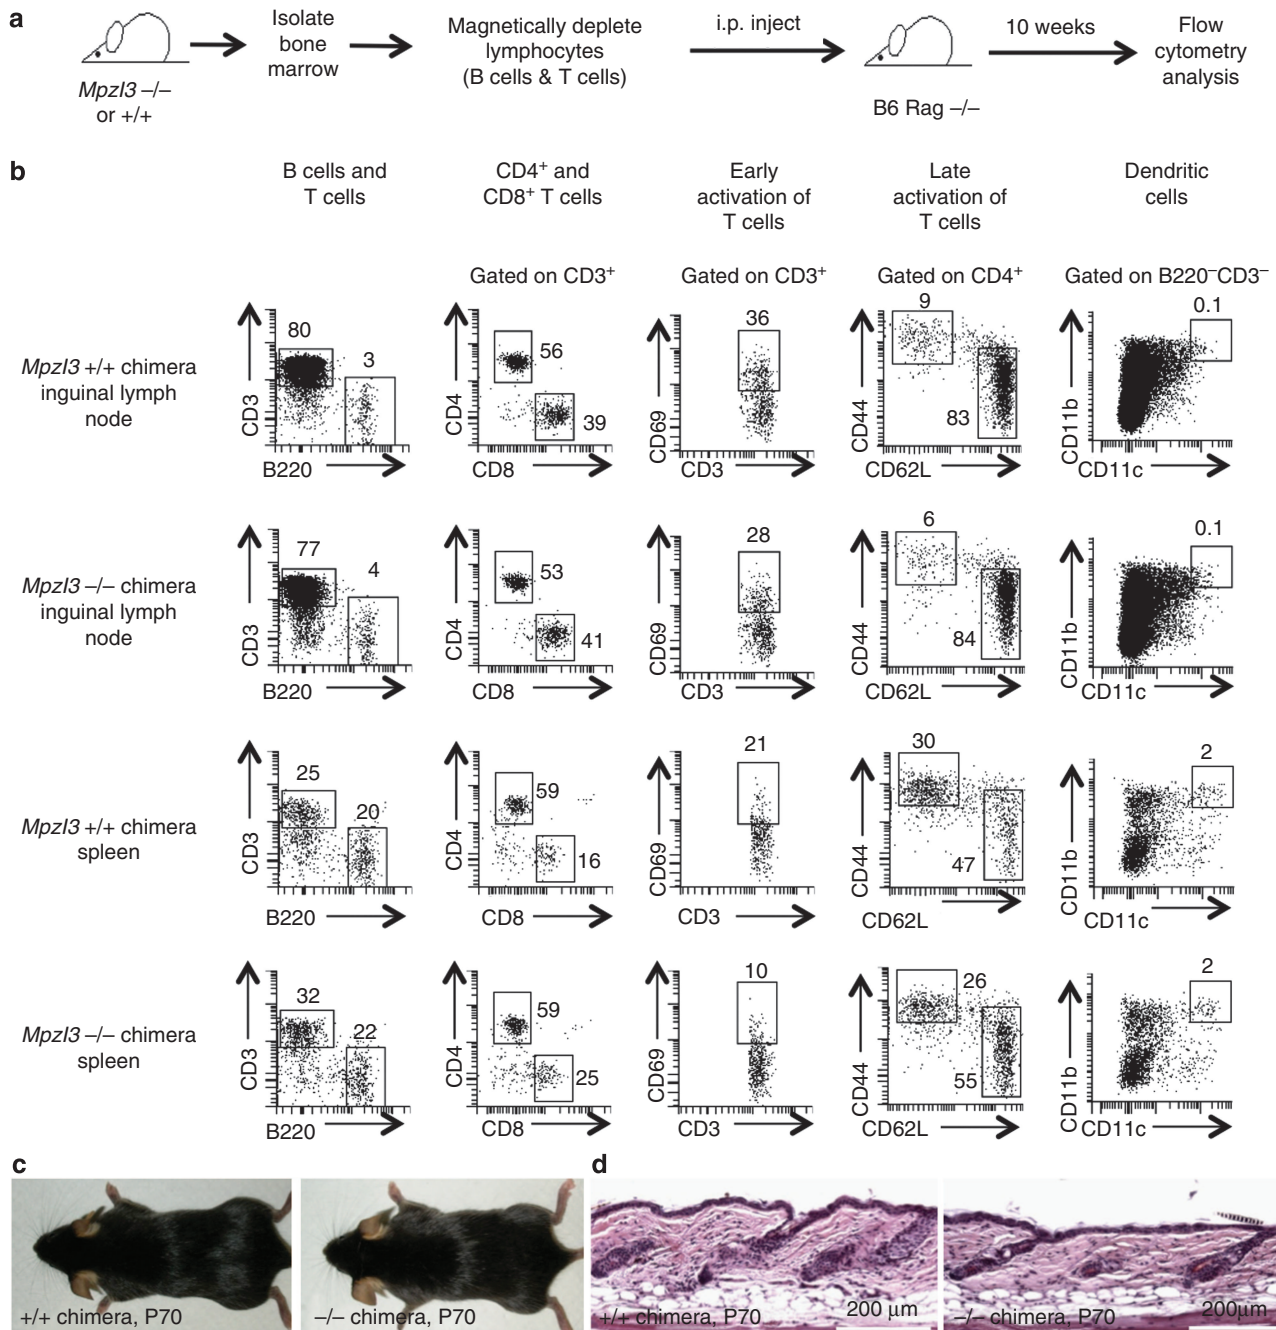 a
Isolate
bone
marrow
Magnetically deplete
lymphocytes
(B cells & T cells)
i.p. inject
10 weeks
Flow
cytometry
analysis
Mpzl3 –/–
or +/+
B6 Rag –/–
b
B cells and
T cells
CD4+ and
CD8+ T cells
Early
activation of
T cells
Late
activation of
T cells
Dendritic
cells
Gated on CD3+
Gated on CD3+
Gated on CD4+
Gated on B220–CD3–
Mpzl3 +/+ chimera
inguinal lymph
node
80
3
CD3
B220
56
39
CD4
CD8
36
CD69
CD3
9
83
CD44
CD62L
0.1
CD11b
CD11c
Mpzl3 –/– chimera
inguinal lymph
node
77
4
CD3
B220
53
41
CD4
CD8
28
CD69
CD3
6
84
CD44
CD62L
0.1
CD11b
CD11c
Mpzl3 +/+ chimera
spleen
25
20
CD3
B220
59
16
CD4
CD8
21
CD69
CD3
30
47
CD44
CD62L
2
CD11b
CD11c
Mpzl3 –/– chimera
spleen
32
22
CD3
B220
59
25
CD4
CD8
10
CD69
CD3
26
55
CD44
CD62L
2
CD11b
CD11c
c
+/+ chimera, P70
–/– chimera, P70
d
+/+ chimera, P70
200 µm
–/– chimera, P70
200µm